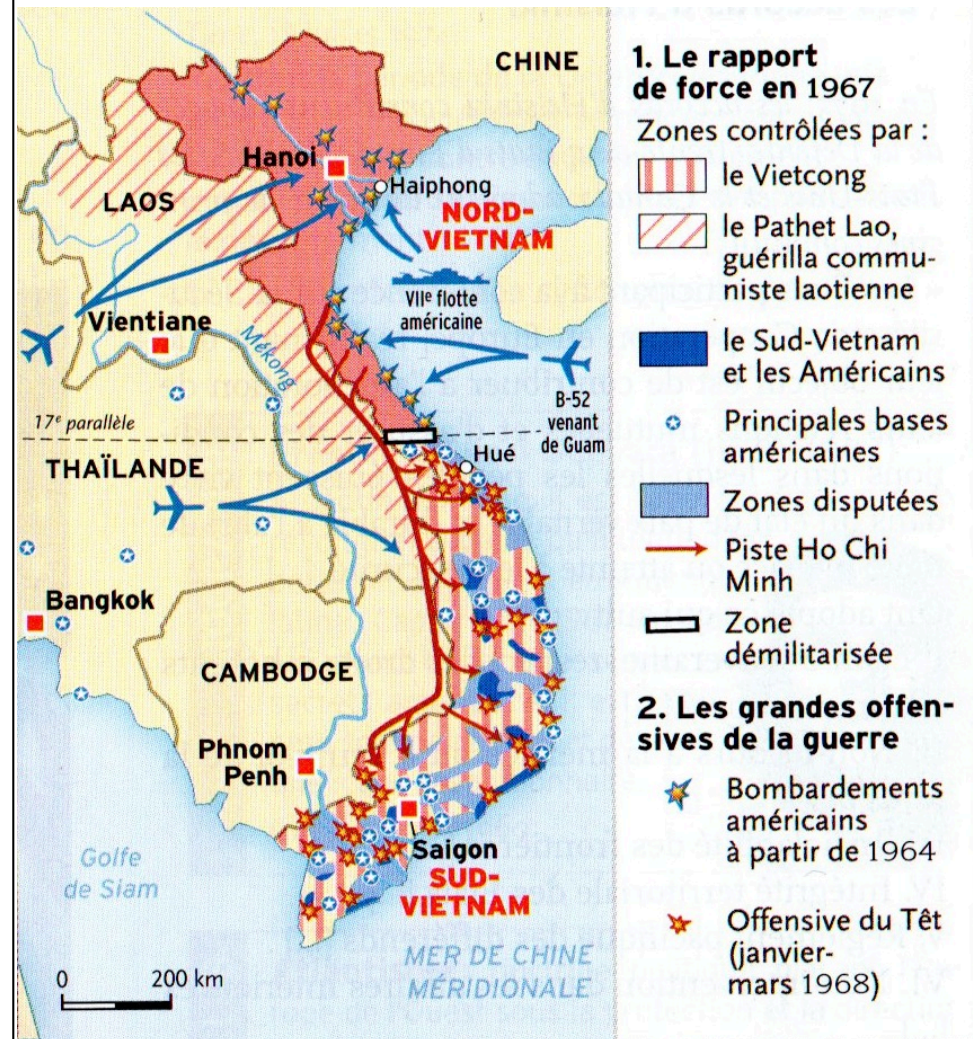 CHINE
Hanoi
Haiphong
LAOS
NORD-
VIETNAM
VIIe flotte
américaine
Vientiane
Mékong
B-52
venant
de Guam
17e parallèle
Hué
THAÏLANDE
Bangkok
CAMBODGE
Phnom
Penh
Saigon
SUD-
VIETNAM
Golfe
de Siam
MER DE CHINE
MÉRIDIONALE
0 200 km
1. Le rapport
de force en 1967
Zones contrôlées par :
le Vietcong
le Pathet Lao,
guérilla commu-
niste laotienne
le Sud-Vietnam
et les Américains
Principales bases
américaines
Zones disputées
Piste Ho Chi
Minh
Zone
démilitarisée
2. Les grandes offen-
sives de la guerre
Bombardements
américains
à partir de 1964
Offensive du Têt
(janvier-
mars 1968)